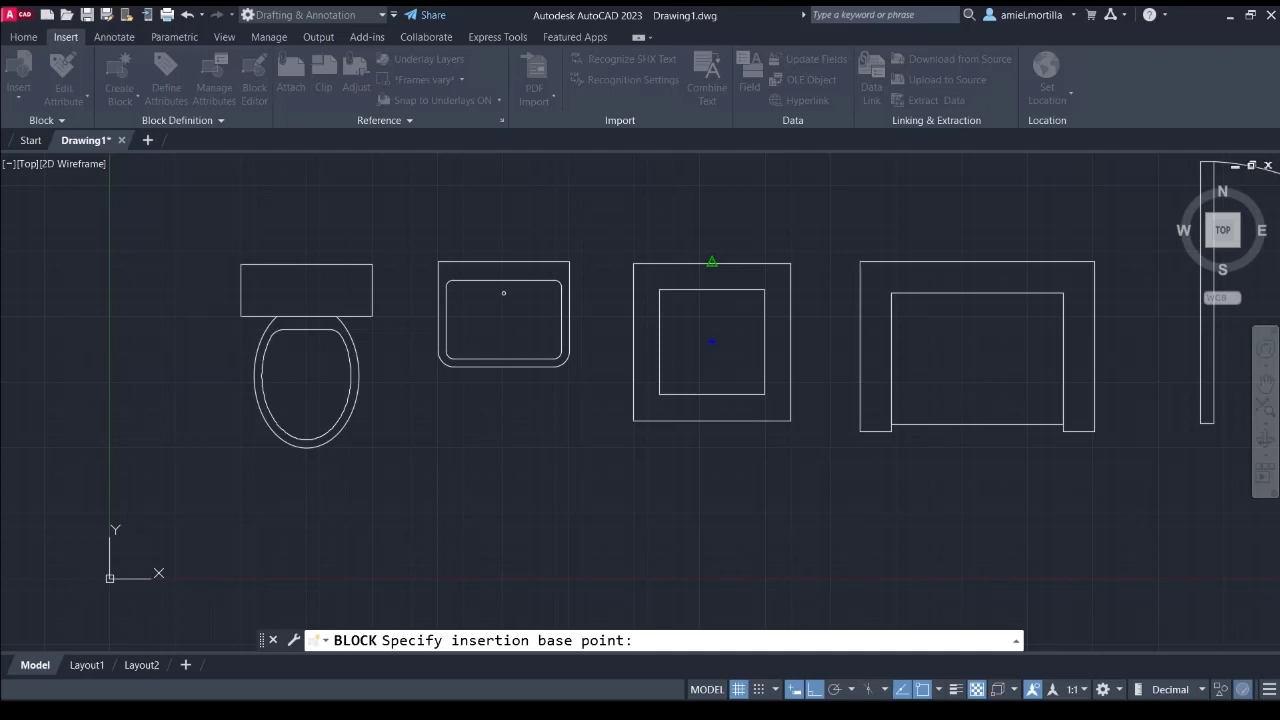 A CAD Drafting & Annotation Share Autodesk AutoCAD 2023 Drawing1.dwg Type a keyword or phrase amiel.mortilla
Home Insert Annotate Parametric View Manage Output Add-ins Collaborate Express Tools Featured Apps
Insert
Edit Attribute
Create Block
Define Attributes
Manage Attributes
Block Editor
Attach
Clip
Adjust
Underlay Layers
*Frames vary*
Snap to Underlays ON
PDF Import
Recognize SHX Text
Recognition Settings
Combine Text
Field
Update Fields
OLE Object
Hyperlink
Data Link
Download from Source
Upload to Source
Extract Data
Set Location
Block Block Definition Reference Import Data Linking & Extraction Location
Start Drawing1*
[−][Top][2D Wireframe]
N
W TOP E
S
WCS
Y
X
BLOCK Specify insertion base point:
Model Layout1 Layout2
MODEL 1:1 Decimal